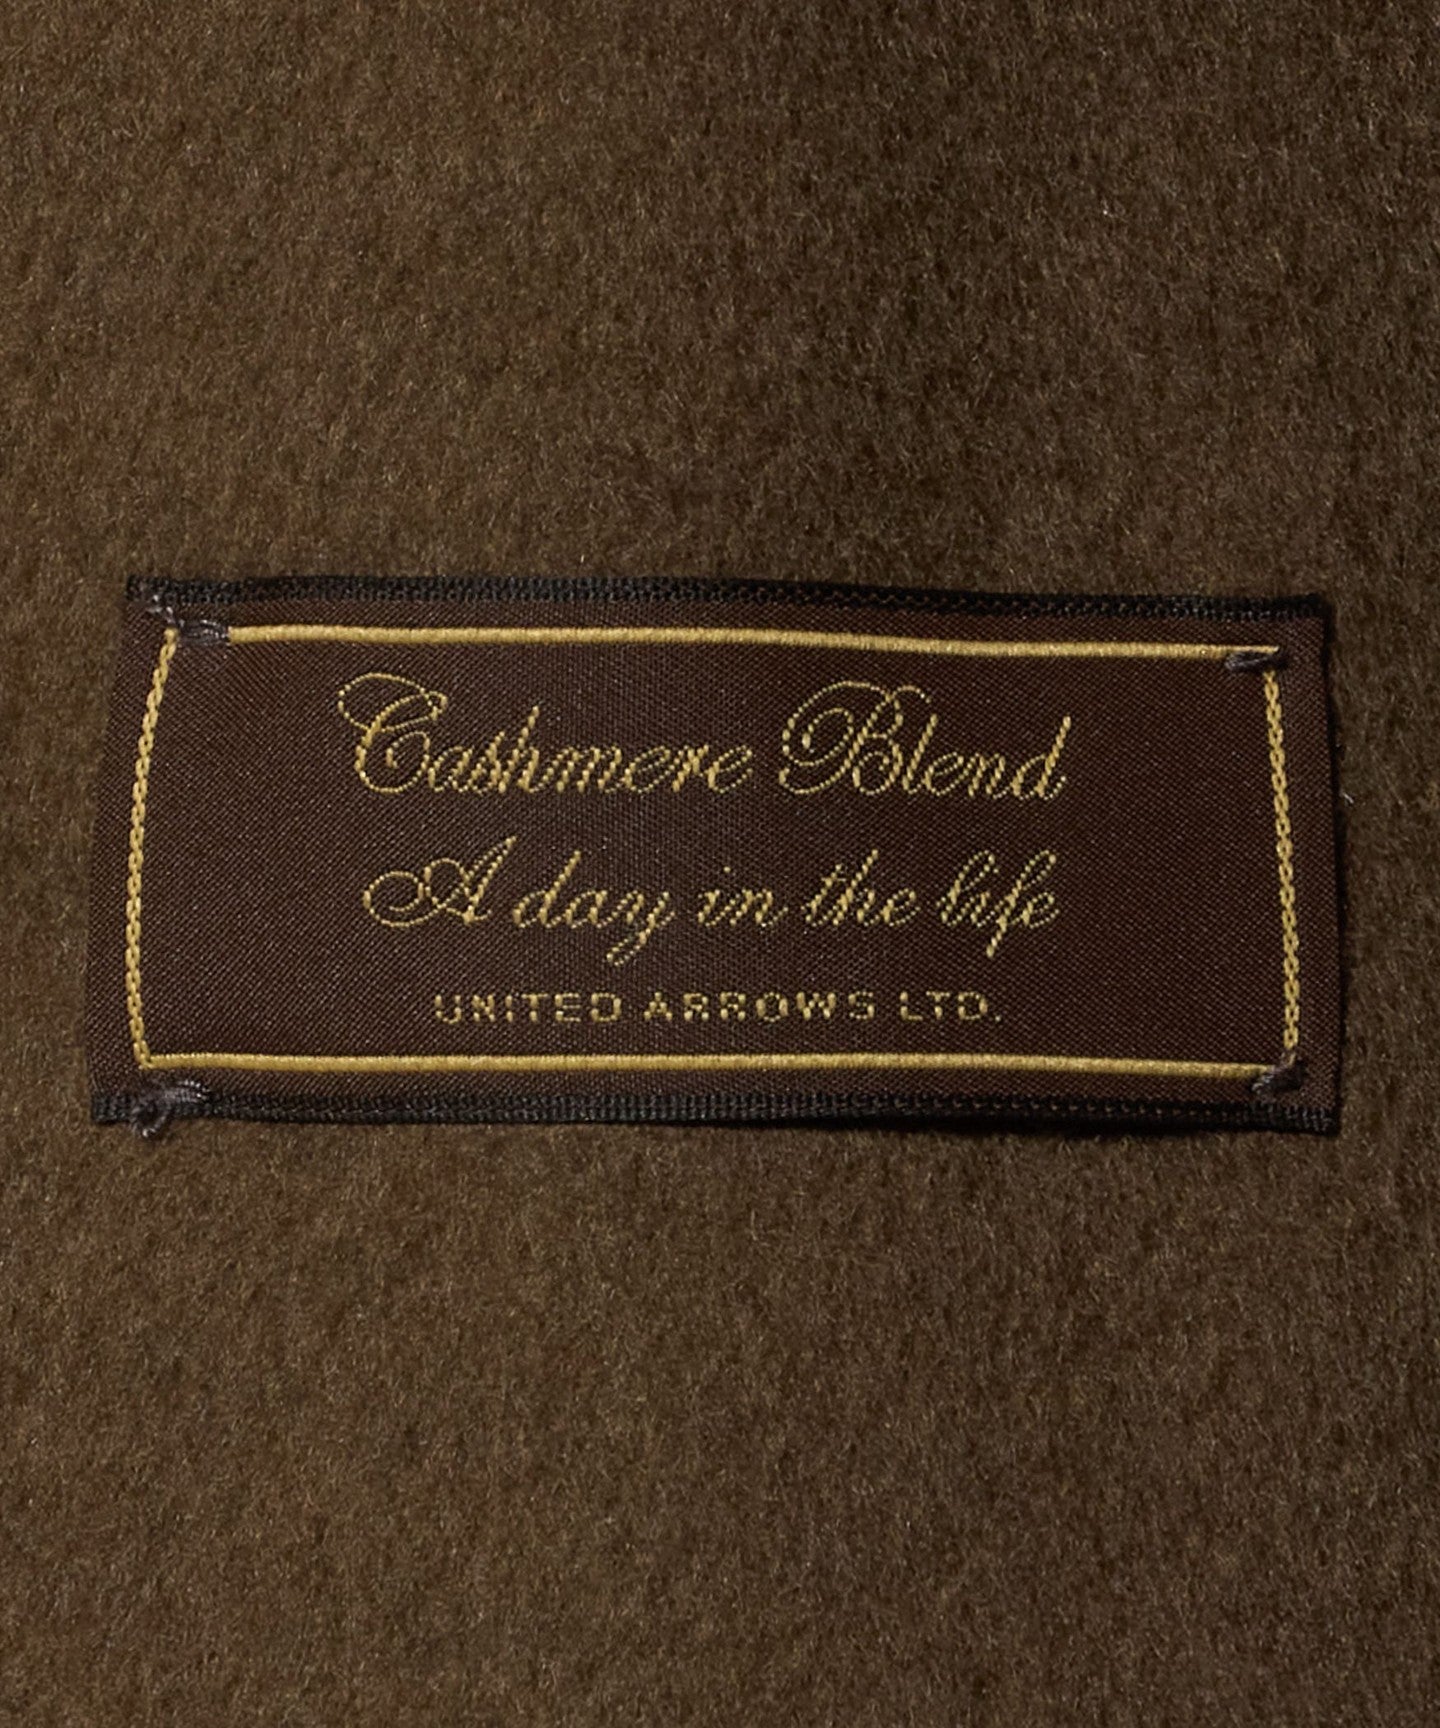 Cashmere Blend
A day in the life
UNITED ARROWS LTD.